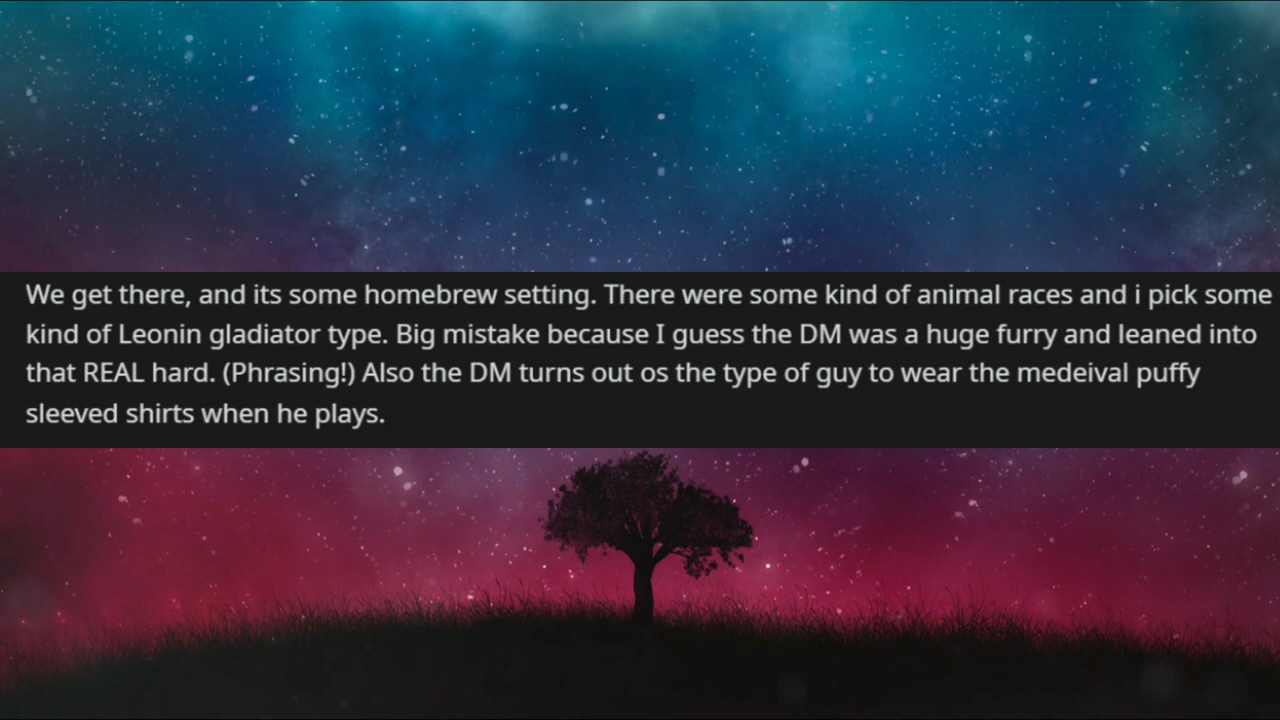 We get there, and its some homebrew setting. There were some kind of animal races and i pick some
kind of Leonin gladiator type. Big mistake because I guess the DM was a huge furry and leaned into
that REAL hard. (Phrasing!) Also the DM turns out os the type of guy to wear the medeival puffy
sleeved shirts when he plays.